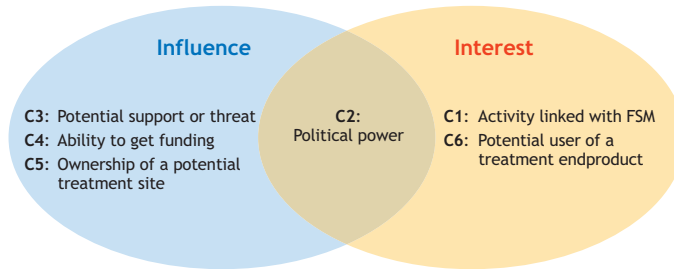 Influence
Interest
C3: Potential support or threat
C4: Ability to get funding
C5: Ownership of a potential
treatment site
C2:
Political power
C1: Activity linked with FSM
C6: Potential user of a
treatment endproduct